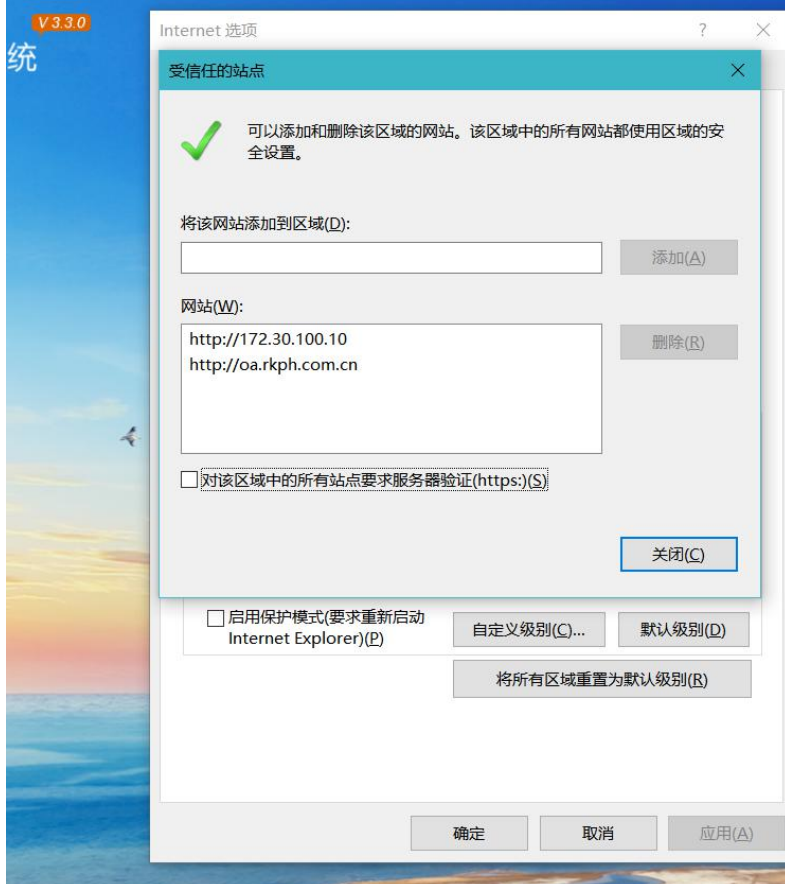 V 3.3.0
统
Internet 选项
受信任的站点
可以添加和删除该区域的网站。该区域中的所有网站都使用区域的安
全设置。
将该网站添加到区域(D):
添加(A)
网站(W):
http://172.30.100.10
http://oa.rkph.com.cn
删除(R)
对该区域中的所有站点要求服务器验证(https:)(S)
关闭(C)
启用保护模式(要求重新启动
Internet Explorer)(P)
自定义级别(C)...
默认级别(D)
将所有区域重置为默认级别(R)
确定
取消
应用(A)